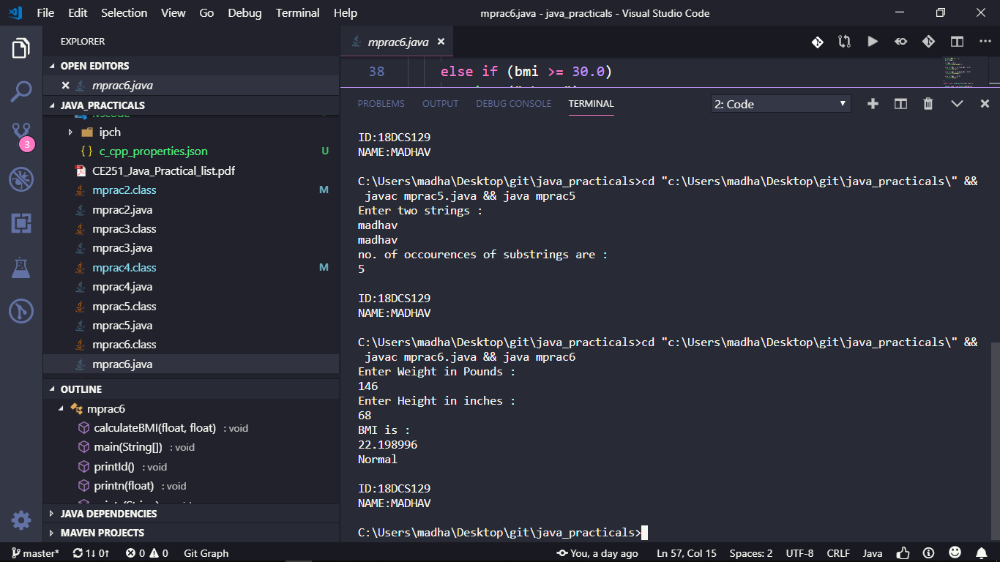 File Edit Selection View Go Debug Terminal Help
mprac6.java - java_practicals - Visual Studio Code
EXPLORER
OPEN EDITORS
mprac6.java
JAVA_PRACTICALS
.vscode
ipch
{ } c_cpp_properties.json U
CE251_Java_Practical_list.pdf
mprac2.class M
mprac2.java
mprac3.class
mprac3.java
mprac4.class M
mprac4.java
mprac5.class
mprac5.java
mprac6.class
mprac6.java
3
OUTLINE
mprac6
calculateBMI(float, float) : void
main(String[]) : void
printId() : void
printn(float) : void
JAVA DEPENDENCIES
MAVEN PROJECTS
mprac6.java
38 else if (bmi >= 30.0)
PROBLEMS OUTPUT DEBUG CONSOLE TERMINAL
2: Code
ID:18DCS129
NAME:MADHAV
C:\Users\madha\Desktop\git\java_practicals>cd "c:\Users\madha\Desktop\git\java_practicals\" &&
javac mprac5.java && java mprac5
Enter two strings :
madhav
madhav
no. of occourences of substrings are :
5
ID:18DCS129
NAME:MADHAV
C:\Users\madha\Desktop\git\java_practicals>cd "c:\Users\madha\Desktop\git\java_practicals\" &&
javac mprac6.java && java mprac6
Enter Weight in Pounds :
146
Enter Height in inches :
68
BMI is :
22.198996
Normal
ID:18DCS129
NAME:MADHAV
C:\Users\madha\Desktop\git\java_practicals>
master* 1↓ 0↑ 0 0 Git Graph You, a day ago Ln 57, Col 15 Spaces: 2 UTF-8 CRLF Java